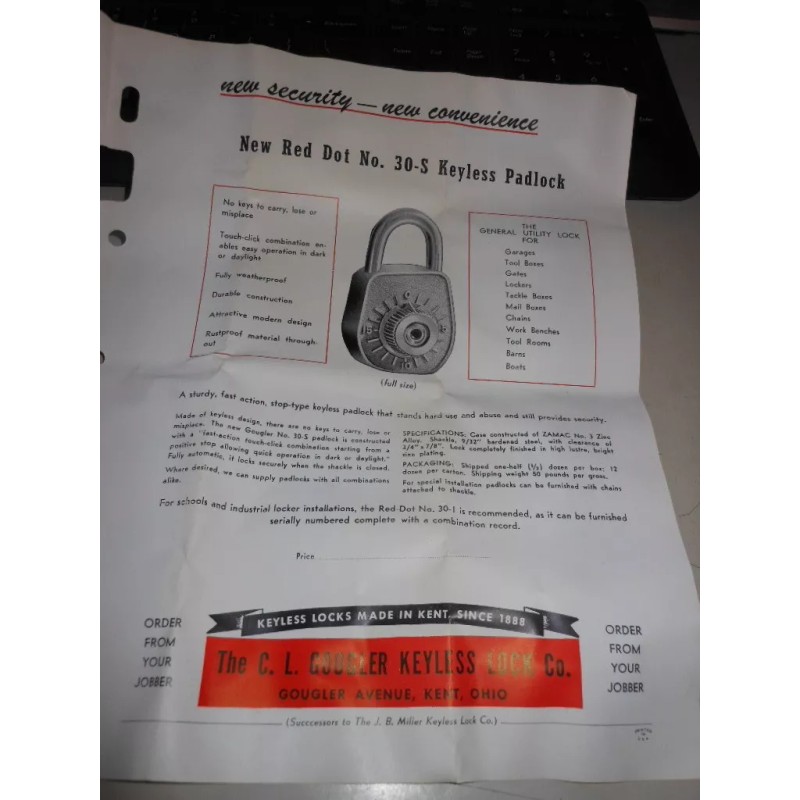 new security — new convenience
New Red Dot No. 30-S Keyless Padlock
No keys to carry, lose or
misplace
Touch-click combination en-
ables easy operation in dark
or daylight
Fully weatherproof
Durable construction
Attractive modern design
Rustproof material through-
out
(full size)
THE
GENERAL UTILITY LOCK
FOR
Garages
Tool Boxes
Gates
Lockers
Tackle Boxes
Mail Boxes
Chains
Work Benches
Tool Rooms
Barns
Boats
A sturdy, fast action, stop-type keyless padlock that stands hard use and abuse and still provides security.
Made of keyless design, there are no keys to carry, lose or
misplace. The new Gougler No. 30-S padlock is constructed
with a "fast-action touch-click combination starting from a
positive stop allowing quick operation in dark or daylight."
Fully automatic, it locks securely when the shackle is closed.
Where desired, we can supply padlocks with all combinations
alike.
SPECIFICATIONS: Case constructed of ZAMAC No. 3 Zinc
Alloy. Shackle, 9/32" hardened steel, with clearance of
3/4" x 7/8". Lock completely finished in high lustre, bright
zinc plating.
PACKAGING: Shipped one-half (½) dozen per box; 12
dozen per carton. Shipping weight 50 pounds per gross.
For special installation padlocks can be furnished with chains
attached to shackle.
For schools and industrial locker installations, the Red Dot No. 30-1 is recommended, as it can be furnished
serially numbered complete with a combination record.
Price
ORDER
FROM
YOUR
JOBBER
KEYLESS LOCKS MADE IN KENT SINCE 1888
The C. L. GOUGLER KEYLESS LOCK Co.
GOUGLER AVENUE, KENT, OHIO
ORDER
FROM
YOUR
JOBBER
(Succcessors to The J. B. Miller Keyless Lock Co.)